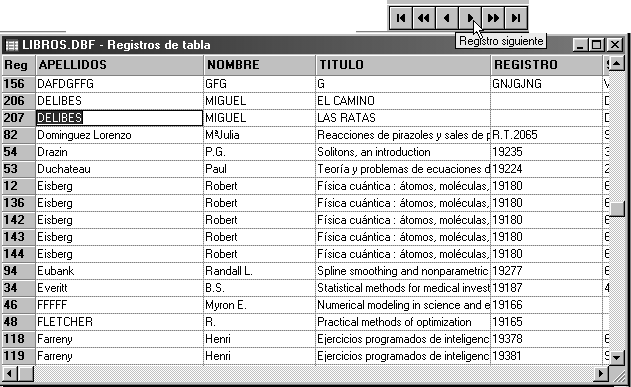 Registro siguiente
LIBROS.DBF - Registros de tabla
Reg APELLIDOS NOMBRE TITULO REGISTRO
156 DAFDGFFG GFG G GNJGJNG
206 DELIBES MIGUEL EL CAMINO
207 DELIBES MIGUEL LAS RATAS
82 Dominguez Lorenzo MªJulia Reacciones de pirazoles y sales de p R.T.2065
54 Drazin P.G. Solitons, an introduction 19235
53 Duchateau Paul Teoría y problemas de ecuaciones d 19224
12 Eisberg Robert Física cuántica : átomos, moléculas, 19180
136 Eisberg Robert Física cuántica : átomos, moléculas, 19180
142 Eisberg Robert Física cuántica : átomos, moléculas, 19180
143 Eisberg Robert Física cuántica : átomos, moléculas, 19180
144 Eisberg Robert Física cuántica : átomos, moléculas, 19180
94 Eubank Randall L. Spline smoothing and nonparametric 19277
34 Everitt B.S. Statistical methods for medical invest 19187
46 FFFFF Myron E. Numerical modeling in science and e 19166
48 FLETCHER R. Practical methods of optimization 19165
118 Farreny Henri Ejercicios programados de inteligenc 19378
119 Farreny Henri Ejercicios programados de inteligenc 19381